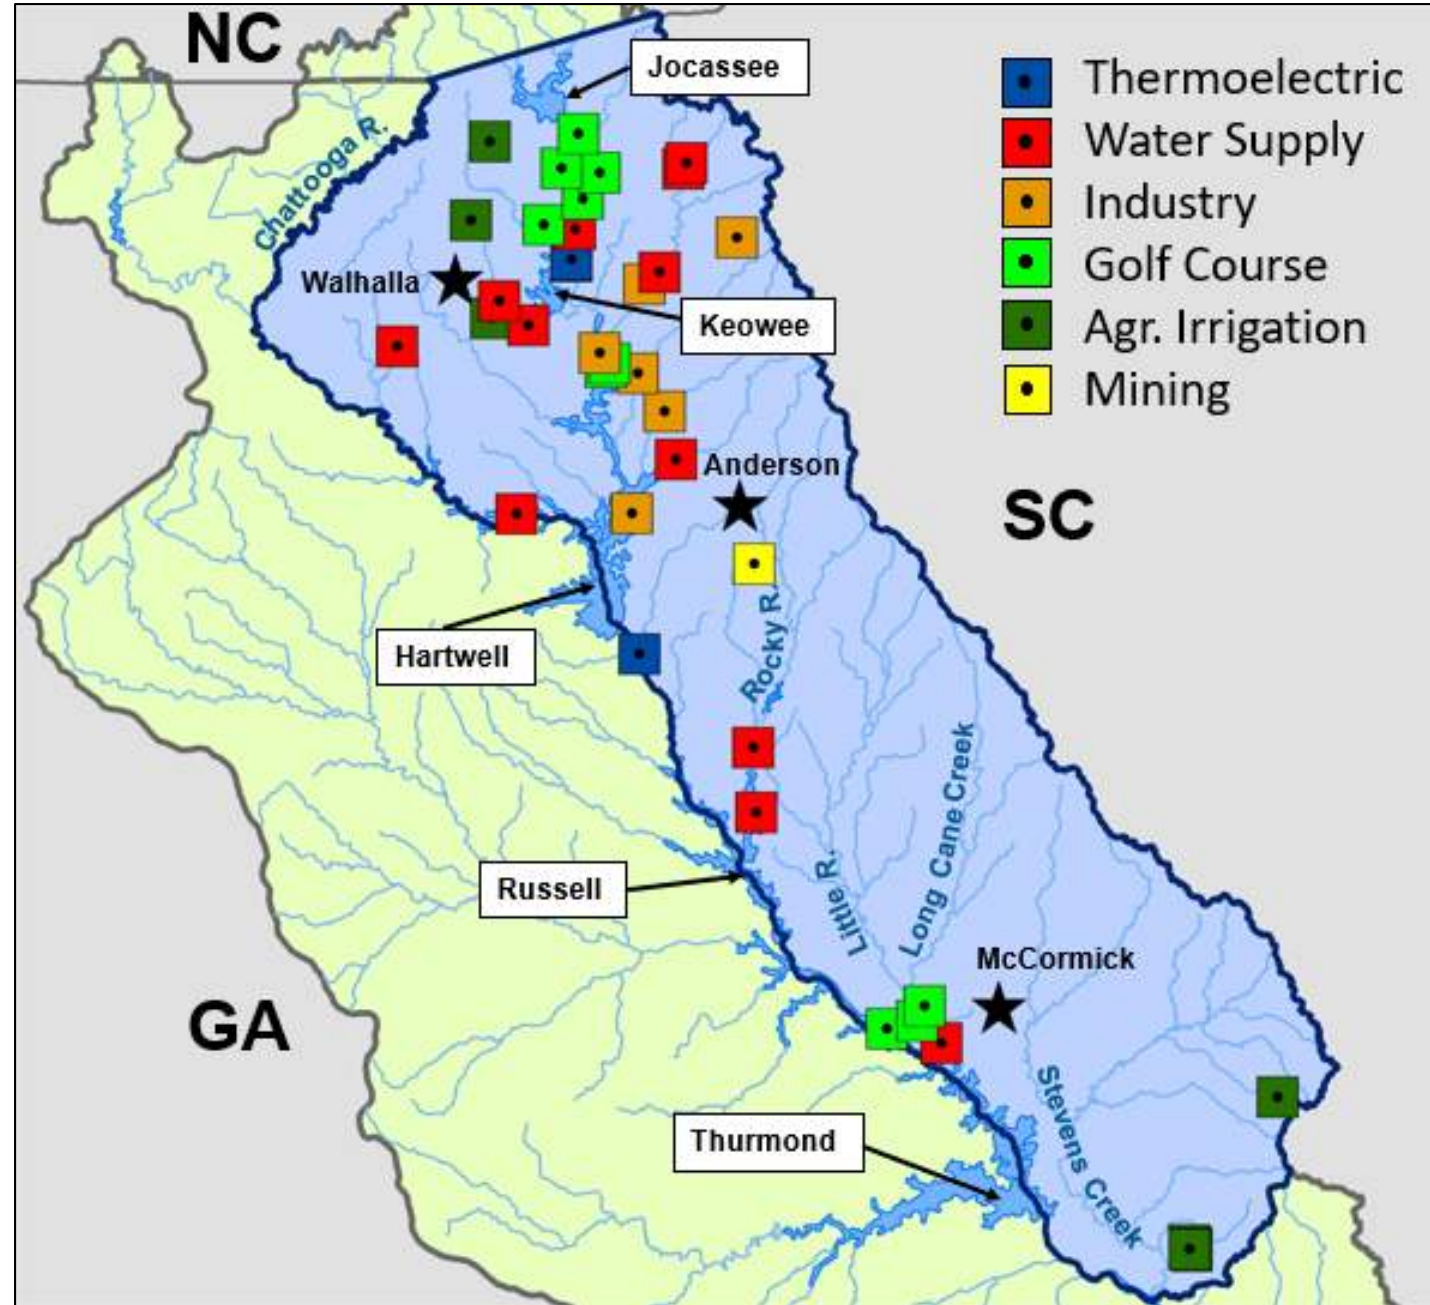 NC
Jocassee
Thermoelectric
Water Supply
Industry
Golf Course
Agr. Irrigation
Mining
Chattooga R.
Walhalla
Keowee
Anderson
SC
Rocky R.
Hartwell
Long Cane Creek
Little R.
Russell
McCormick
GA
Stevens Creek
Thurmond